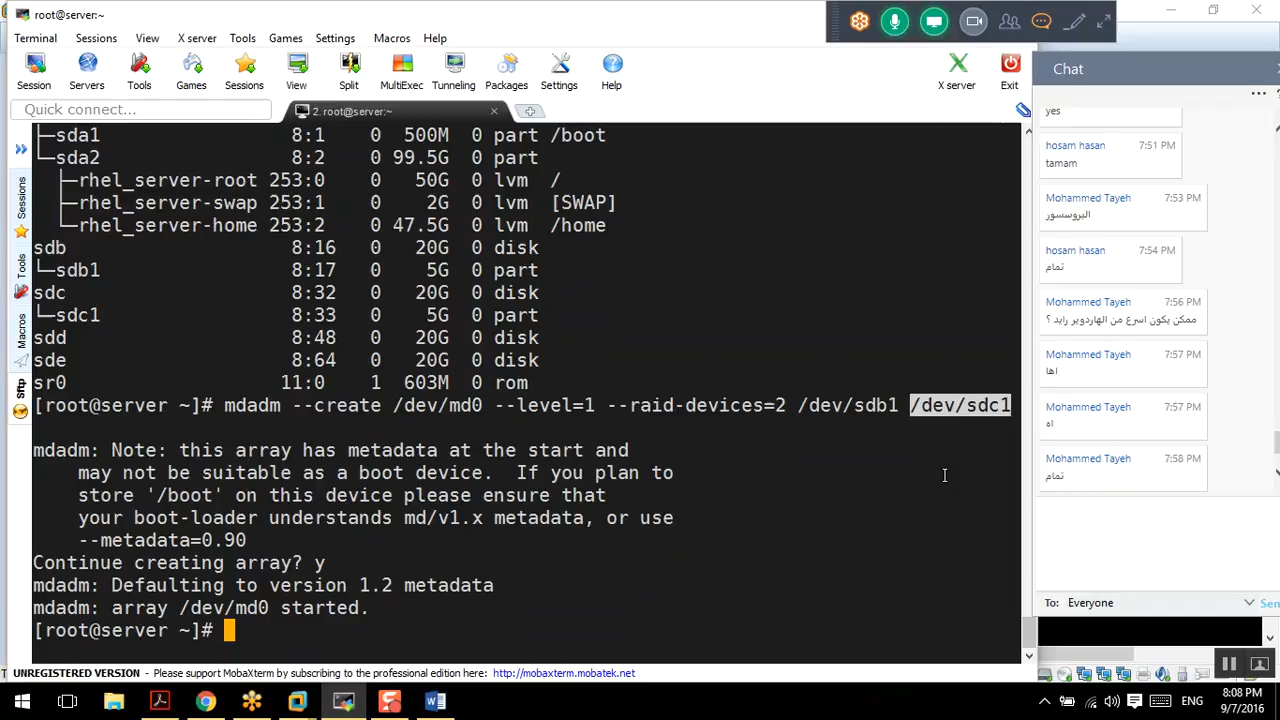 root@server:~
Terminal Sessions View X server Tools Games Settings Macros Help
Session Servers Tools Games Sessions View Split MultiExec Tunneling Packages Settings Help X server Exit
Quick connect...
2. root@server:~
Sessions
Tools
Macros
Sftp
├─sda1 8:1 0 500M 0 part /boot
└─sda2 8:2 0 99.5G 0 part
├─rhel_server-root 253:0 0 50G 0 lvm /
├─rhel_server-swap 253:1 0 2G 0 lvm [SWAP]
└─rhel_server-home 253:2 0 47.5G 0 lvm /home
sdb 8:16 0 20G 0 disk
└─sdb1 8:17 0 5G 0 part
sdc 8:32 0 20G 0 disk
└─sdc1 8:33 0 5G 0 part
sdd 8:48 0 20G 0 disk
sde 8:64 0 20G 0 disk
sr0 11:0 1 603M 0 rom
[root@server ~]# mdadm --create /dev/md0 --level=1 --raid-devices=2 /dev/sdb1 /dev/sdc1
mdadm: Note: this array has metadata at the start and
may not be suitable as a boot device. If you plan to
store '/boot' on this device please ensure that
your boot-loader understands md/v1.x metadata, or use
--metadata=0.90
Continue creating array? y
mdadm: Defaulting to version 1.2 metadata
mdadm: array /dev/md0 started.
[root@server ~]#
UNREGISTERED VERSION - Please support MobaXterm by subscribing to the professional edition here: http://mobaxterm.mobatek.net
Chat
yes
hosam hasan 7:51 PM
tamam
Mohammed Tayeh 7:53 PM
البروسسور
hosam hasan 7:54 PM
تمام
Mohammed Tayeh 7:56 PM
ممكن يكون اسرع من الهاردوير رايد ؟
Mohammed Tayeh 7:57 PM
اها
Mohammed Tayeh 7:57 PM
اه
Mohammed Tayeh 7:58 PM
تمام
To: Everyone
Sen
ENG
8:08 PM
9/7/2016